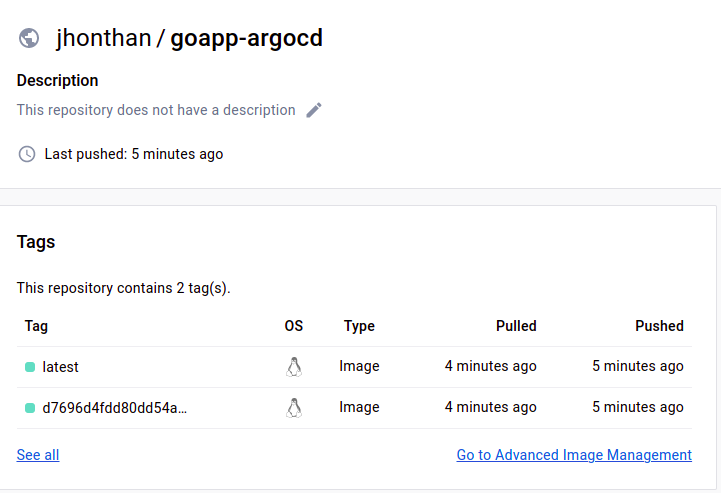 jhonthan / goapp-argocd
Description
This repository does not have a description
Last pushed: 5 minutes ago
Tags
This repository contains 2 tag(s).
Tag OS Type Pulled Pushed
latest Image 4 minutes ago 5 minutes ago
d7696d4fdd80dd54a… Image 4 minutes ago 5 minutes ago
See all Go to Advanced Image Management